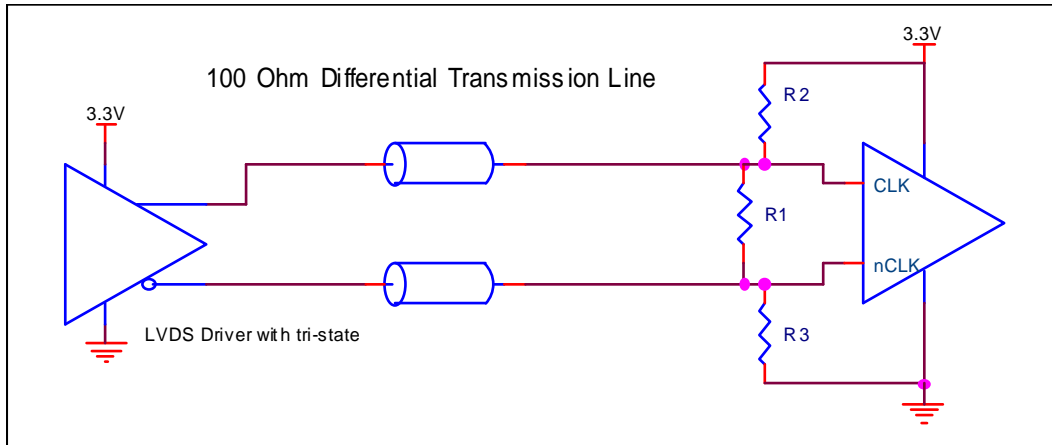 3.3V
100 Ohm Differential Transmission Line
R2
3.3V
CLK
R1
nCLK
R3
LVDS Driver with tri-state